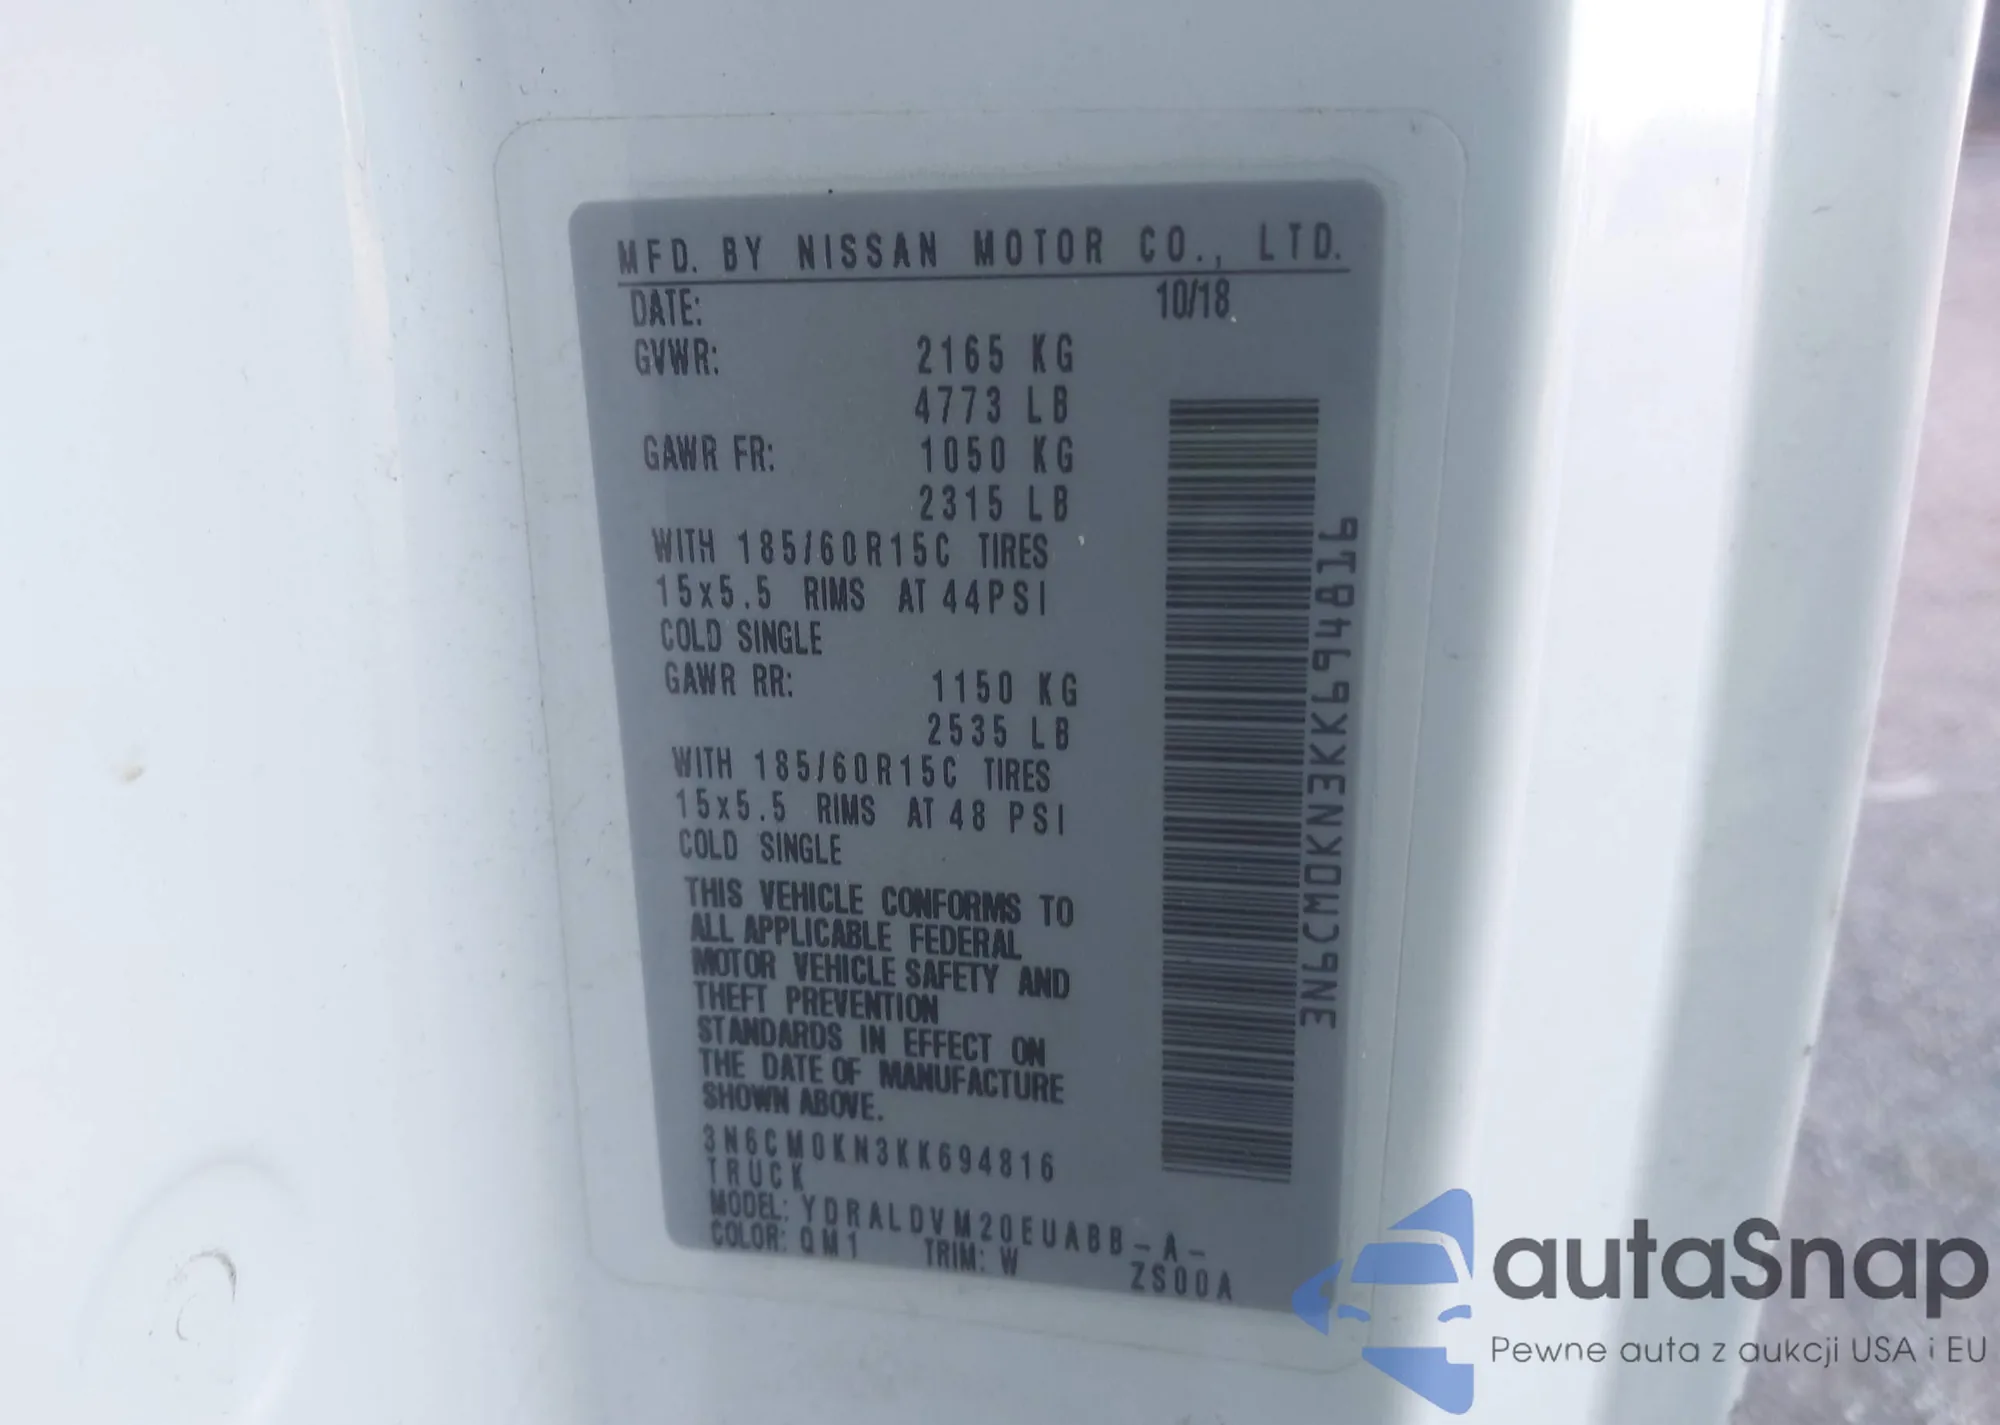 MFD. BY NISSAN MOTOR CO., LTD.
DATE: 10/18
GVWR: 2165 KG
4773 LB
GAWR FR: 1050 KG
2315 LB
WITH 185/60R15C TIRES
15x5.5 RIMS AT 44PSI
COLD SINGLE
GAWR RR: 1150 KG
2535 LB
WITH 185/60R15C TIRES
15x5.5 RIMS AT 48 PSI
COLD SINGLE
THIS VEHICLE CONFORMS TO
ALL APPLICABLE FEDERAL
MOTOR VEHICLE SAFETY AND
THEFT PREVENTION
STANDARDS IN EFFECT ON
THE DATE OF MANUFACTURE
SHOWN ABOVE.
3N6CM0KN3KK694816
TRUCK
MODEL: YDRALDVM20EUABB-A-
COLOR: QM1 TRIM: W ZS00A
3N6CM0KN3KK694816
autaSnap
Pewne auta z aukcji USA i EU